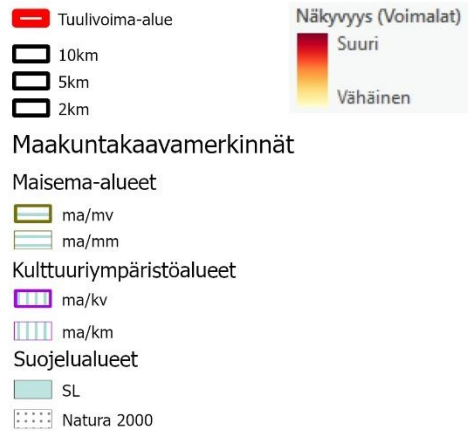 Tuulivoima-alue
10km
5km
2km
Näkyvyys (Voimalat)
Suuri
Vähäinen
Maakuntakaavamerkinnät
Maisema-alueet
ma/mv
ma/mm
Kulttuuriympäristöalueet
ma/kv
ma/km
Suojelualueet
SL
Natura 2000